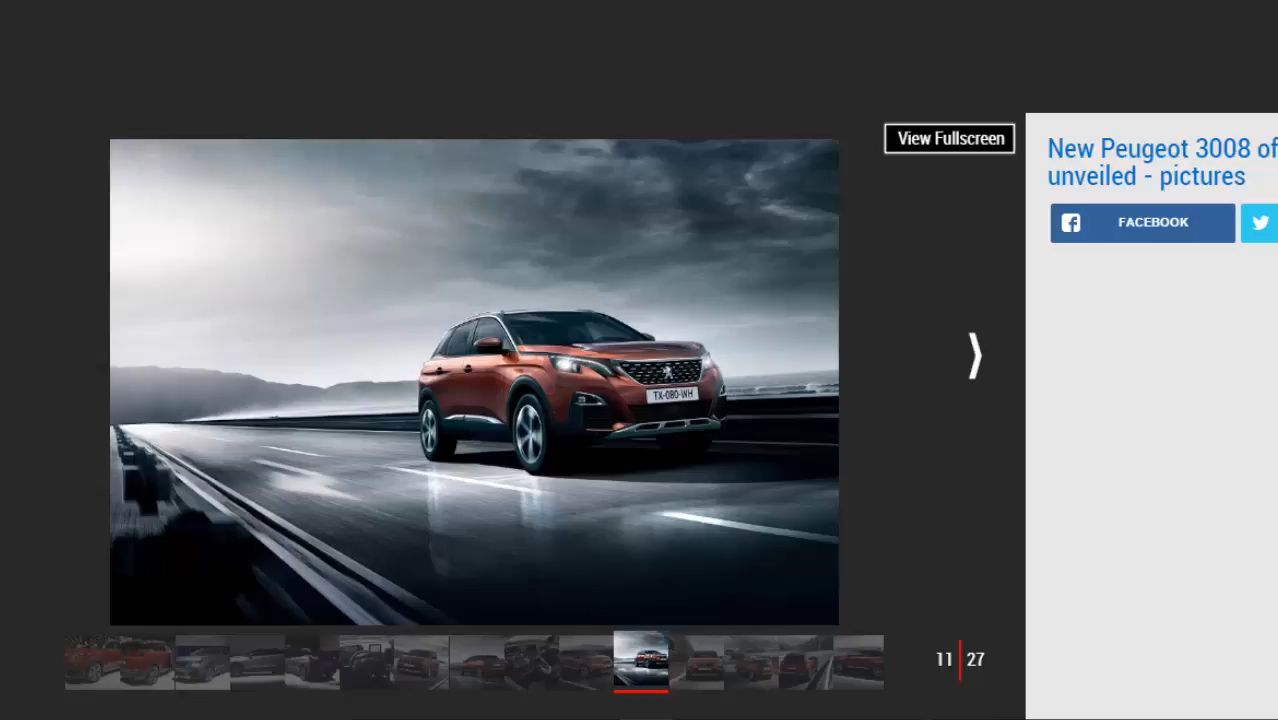 View Fullscreen
New Peugeot 3008 of
unveiled - pictures
FACEBOOK
TX-080-WH
11 27